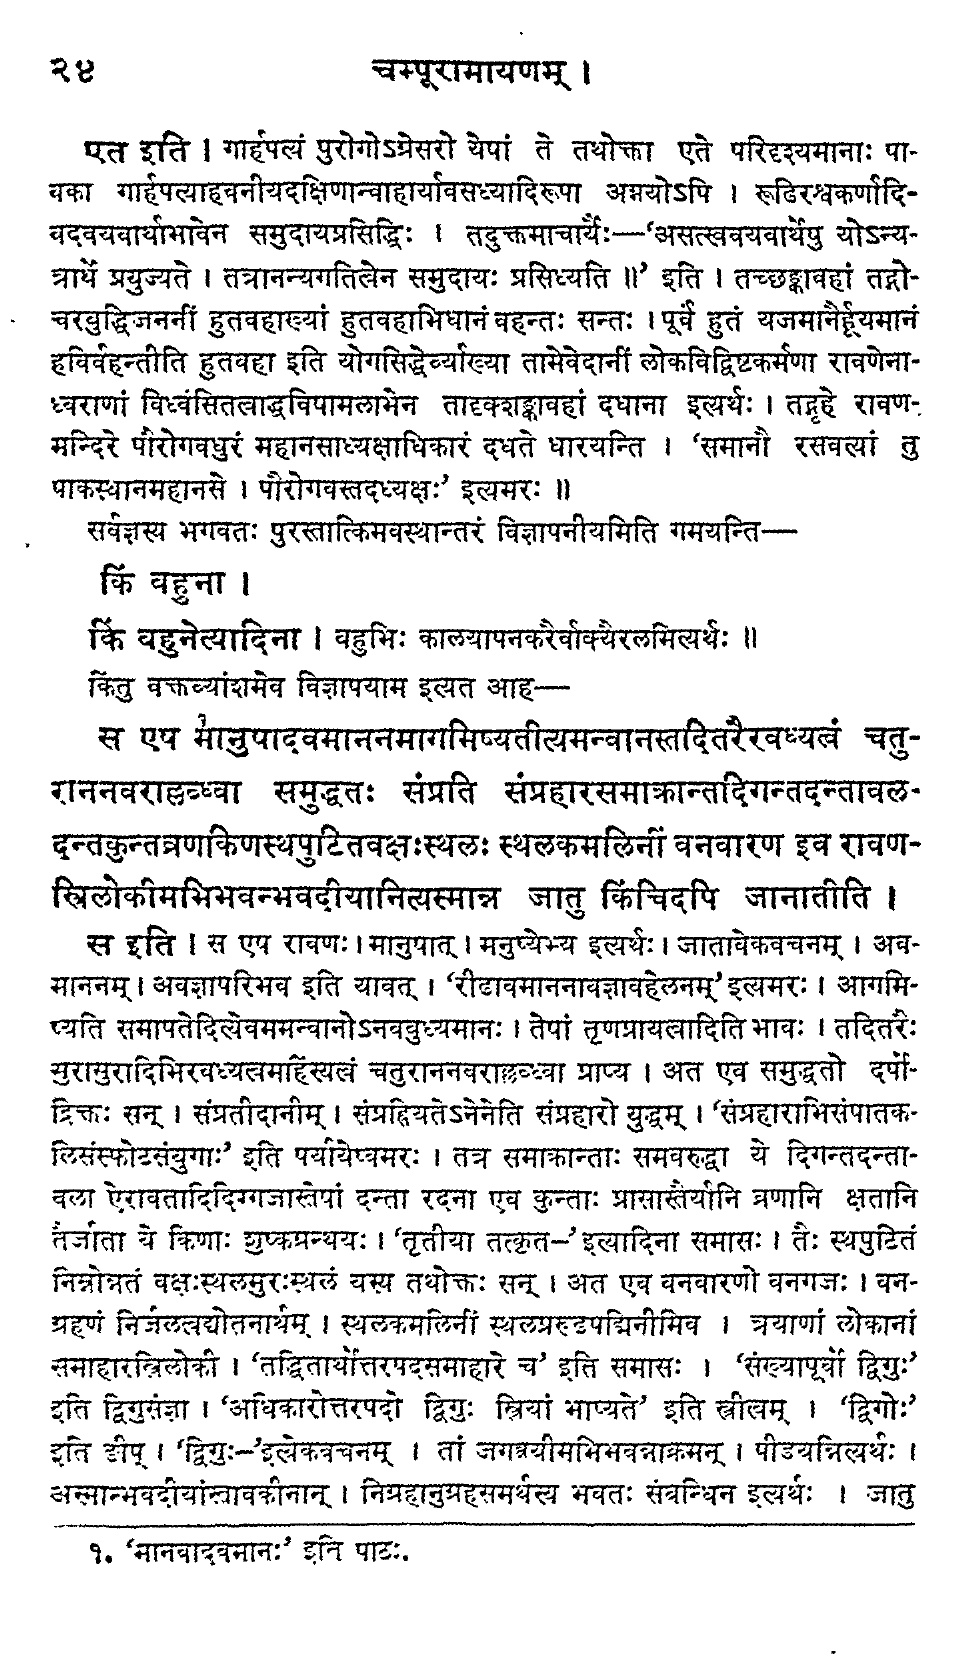 २४ चम्पूरामायणम् ।
एत इति । गार्हपत्यं पुरोगोऽग्रेसरो येषां ते तथोक्ता एते परिदृश्यमानाः पा-
वका गार्हपत्याहवनीयदक्षिणान्वाहार्यावसथ्यादिरूपा अग्नयोऽपि । रूढिरश्वकर्णादि-
वदवयवार्थाभावेन समुदायप्रसिद्धिः । तदुक्तमाचार्यैः—‘असत्स्ववयवार्थेषु योऽन्य-
त्रार्थे प्रयुज्यते । तत्रानन्यगतित्वेन समुदायः प्रसिध्यति ॥’ इति । तच्छङ्कावहां तद्गो-
चरबुद्धिजननीं हुतवहाख्यां हुतवहाभिधानं वहन्तः सन्तः । पूर्वं हुतं यजमानैर्हूयमानं
हविर्वहन्तीति हुतवहा इति योगसिद्धेर्व्याख्या तामेवेदानीं लोकविद्विष्टकर्मणा रावणेना-
ध्वराणां विध्वंसितत्वाद्धविषामलाभेन तादृक्शङ्कावहां दधाना इत्यर्थः । तद्गृहे रावण-
मन्दिरे पौरोगवधुरं महानसाध्यक्षाधिकारं दधते धारयन्ति । ‘समानौ रसवत्यां तु
पाकस्थानमहानसे । पौरोगवस्तदध्यक्षः’ इत्यमरः ॥
सर्वज्ञस्य भगवतः पुरस्तात्किमवस्थान्तरं विज्ञापनीयमिति गमयन्ति—
किं बहुना ।
किं बहुनेत्यादिना । बहुभिः कालयापनकरैर्वाक्यैरलमित्यर्थः ॥
किंतु वक्तव्यांशमेव विज्ञापयाम इत्यत आह—
स एष मानुषादवमाननमागमिष्यतीत्यमन्वानस्तदितरैरवध्यत्वं चतु-
राननवराल्लब्ध्वा समुद्धतः संप्रति संप्रहारसमाक्रान्तदिगन्तदन्तावल-
दन्तकुन्तव्रणकिणस्थपुटितवक्षःस्थलः स्थलकमलिनीं वनवारण इव रावण-
स्त्रिलोकीमभिभवन्भवदीयानित्यस्मान्न जातु किंचिदपि जानातीति ।
स इति । स एष रावणः । मानुषात् । मनुष्येभ्य इत्यर्थः । जातावेकवचनम् । अव-
माननम् । अवज्ञापरिभव इति यावत् । ‘रीढावमाननावज्ञावहेलनम्’ इत्यमरः । आगमि-
ष्यति समापतेदित्येवममन्वानोऽनवबुध्यमानः । तेषां तृणप्रायत्वादिति भावः । तदितरैः
सुरासुरादिभिरवध्यत्वमहिंस्यत्वं चतुराननवराल्लब्ध्वा प्राप्य । अत एव समुद्धतो दर्पो-
द्रिक्तः सन् । संप्रतीदानीम् । संप्रह्रियतेऽनेनेति संप्रहारो युद्धम् । ‘संप्रहाराभिसंपातक-
लिसंस्फोटसंयुगाः’ इति पर्यायेष्वमरः । तत्र समाक्रान्ताः समवरुद्धा ये दिगन्तदन्ता-
वला ऐरावतादिदिग्गजास्तेषां दन्ता रदना एव कुन्ताः प्रासास्तैर्यानि व्रणानि क्षतानि
तैर्जाता ये किणाः शुष्कग्रन्थयः । ‘तृतीया तत्कृत–’ इत्यादिना समासः । तैः स्थपुटितं
निम्नोन्नतं वक्षःस्थलमुरःस्थलं यस्य तथोक्तः सन् । अत एव वनवारणो वनगजः । वन-
ग्रहणं निर्जलत्वद्योतनार्थम् । स्थलकमलिनीं स्थलप्ररूढपद्मिनीमिव । त्रयाणां लोकानां
समाहारस्त्रिलोकी । ‘तद्धितार्थोत्तरपदसमाहारे च’ इति समासः । ‘संख्यापूर्वो द्विगुः’
इति द्विगुसंज्ञा । ‘अधिकारोत्तरपदो द्विगुः स्त्रियां भाष्यते’ इति स्त्रीत्वम् । ‘द्विगोः’
इति ङीप् । ‘द्विगुः–’ इत्येकवचनम् । तां जगत्रयीमभिभवन्नाक्रमन् । पीडयन्नित्यर्थः ।
अस्मान्भवदीयांस्तावकीनान् । निग्रहानुग्रहसमर्थस्य भवतः संबन्धिन इत्यर्थः । जातु
१. ‘मानवादवमानः’ इति पाठः.